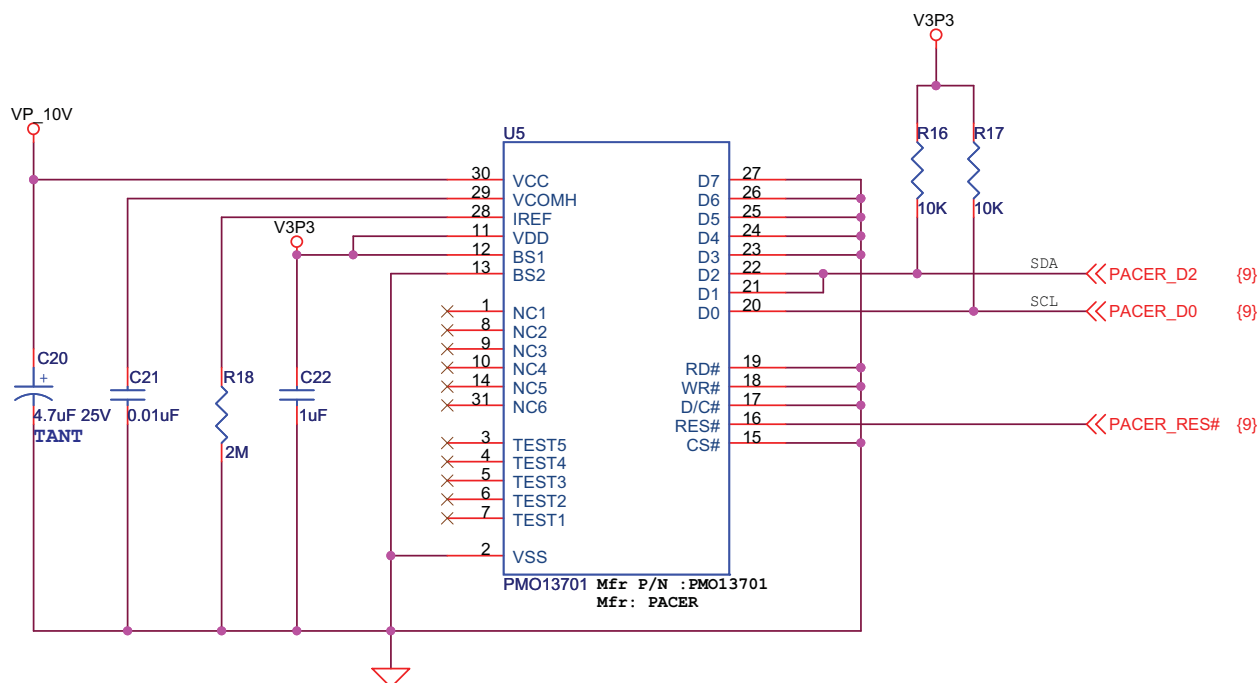 V3P3
VP_10V
U5
R16
R17
10K
10K
30 VCC
29 VCOMH
28 IREF
11 VDD
12 BS1
13 BS2
V3P3
1 NC1
8 NC2
9 NC3
10 NC4
14 NC5
31 NC6
3 TEST5
4 TEST4
5 TEST3
6 TEST2
7 TEST1
2 VSS
D7 27
D6 26
D5 25
D4 24
D3 23
D2 22
D1 21
D0 20
RD# 19
WR# 18
D/C# 17
RES# 16
CS# 15
SDA
PACER_D2 {9}
SCL
PACER_D0 {9}
PACER_RES# {9}
C20
+
4.7uF 25V
TANT
C21
0.01uF
R18
2M
C22
1uF
PMO13701
Mfr P/N :PMO13701
Mfr: PACER